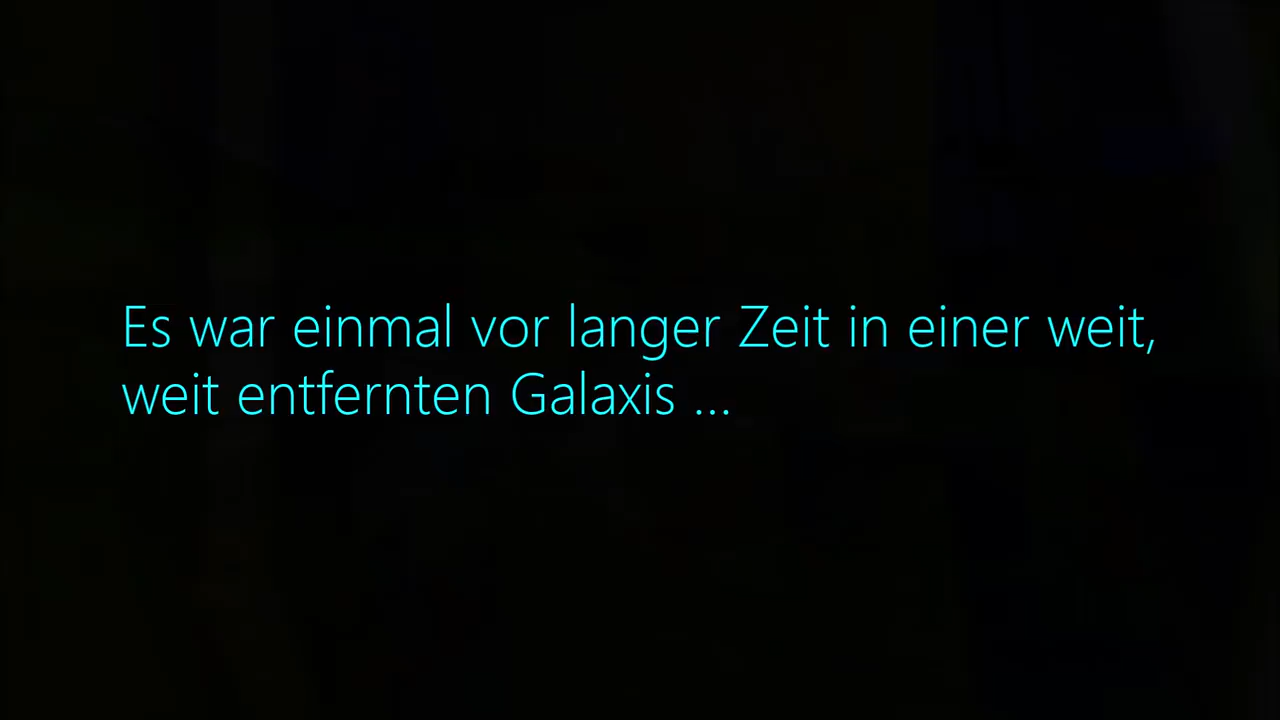 Es war einmal vor langer Zeit in einer weit,
weit entfernten Galaxis ...